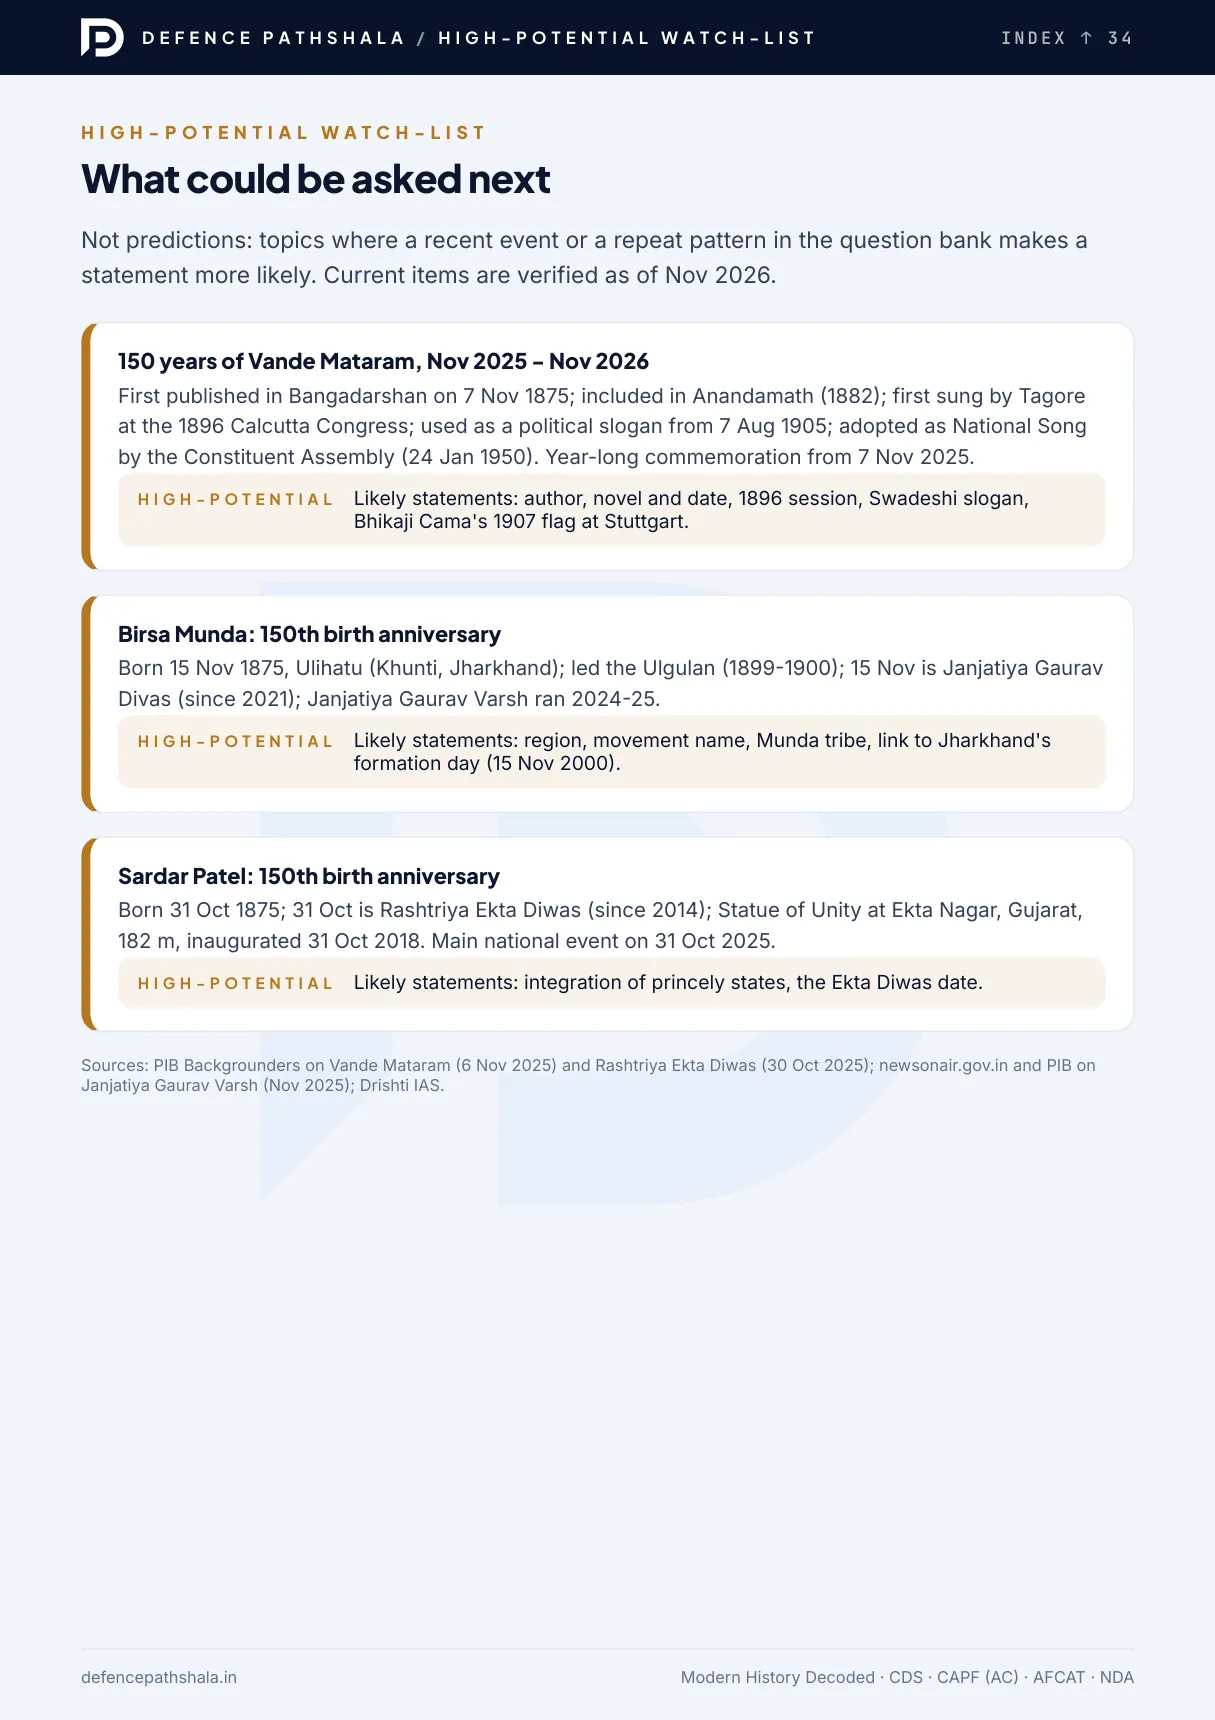 DEFENCE PATHSHALA / HIGH-POTENTIAL WATCH-LIST
INDEX ↑ 34
HIGH-POTENTIAL WATCH-LIST
What could be asked next
Not predictions: topics where a recent event or a repeat pattern in the question bank makes a
statement more likely. Current items are verified as of Nov 2026.
150 years of Vande Mataram, Nov 2025 - Nov 2026
First published in Bangadarshan on 7 Nov 1875; included in Anandamath (1882); first sung by Tagore
at the 1896 Calcutta Congress; used as a political slogan from 7 Aug 1905; adopted as National Song
by the Constituent Assembly (24 Jan 1950). Year-long commemoration from 7 Nov 2025.
HIGH-POTENTIAL Likely statements: author, novel and date, 1896 session, Swadeshi slogan,
Bhikaji Cama's 1907 flag at Stuttgart.
Birsa Munda: 150th birth anniversary
Born 15 Nov 1875, Ulihatu (Khunti, Jharkhand); led the Ulgulan (1899-1900); 15 Nov is Janjatiya Gaurav
Divas (since 2021); Janjatiya Gaurav Varsh ran 2024-25.
HIGH-POTENTIAL Likely statements: region, movement name, Munda tribe, link to Jharkhand's
formation day (15 Nov 2000).
Sardar Patel: 150th birth anniversary
Born 31 Oct 1875; 31 Oct is Rashtriya Ekta Diwas (since 2014); Statue of Unity at Ekta Nagar, Gujarat,
182 m, inaugurated 31 Oct 2018. Main national event on 31 Oct 2025.
HIGH-POTENTIAL Likely statements: integration of princely states, the Ekta Diwas date.
Sources: PIB Backgrounders on Vande Mataram (6 Nov 2025) and Rashtriya Ekta Diwas (30 Oct 2025); newsonair.gov.in and PIB on
Janjatiya Gaurav Varsh (Nov 2025); Drishti IAS.
defencepathshala.in
Modern History Decoded · CDS · CAPF (AC) · AFCAT · NDA